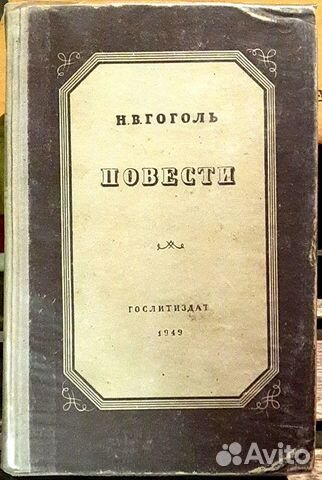 Н.В.ГОГОЛЬ
ПОВЕСТИ
ГОСЛИТИЗДАТ
1949
Avito